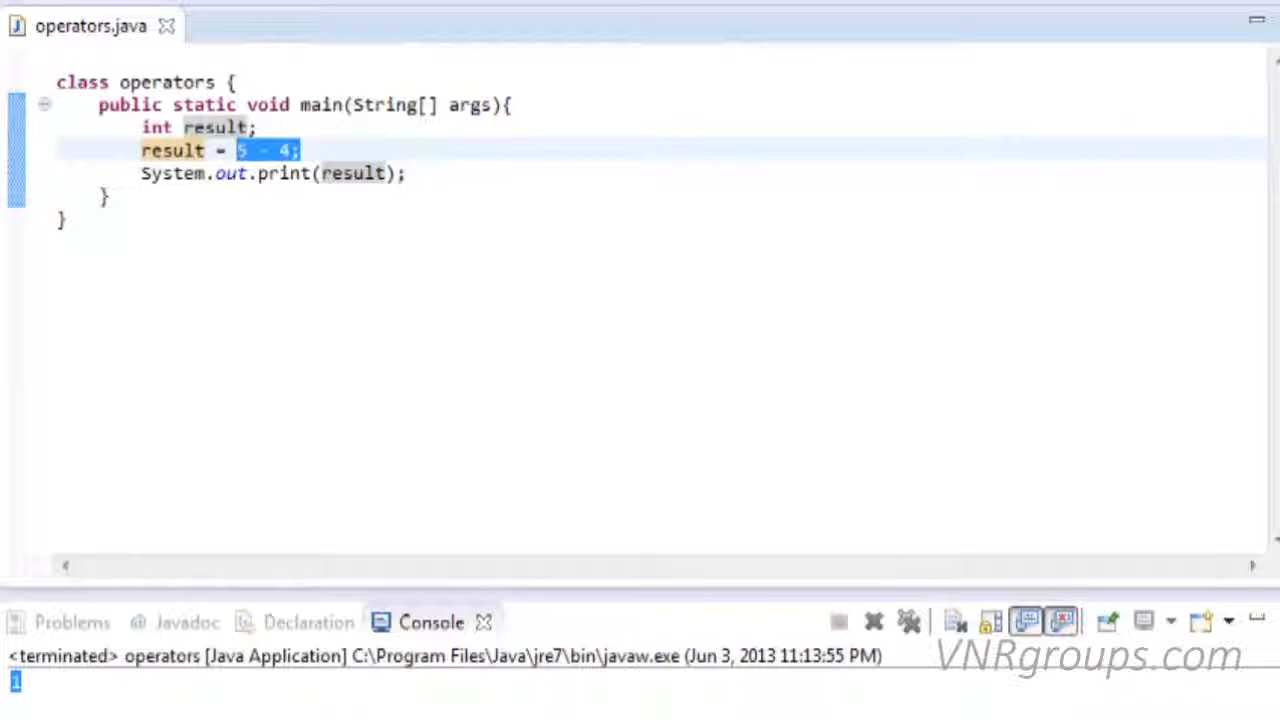 operators.java
class operators {
public static void main(String[] args){
int result;
result = 5 - 4;
System.out.print(result);
}
}
Problems @ Javadoc Declaration Console
<terminated> operators [Java Application] C:\Program Files\Java\jre7\bin\javaw.exe (Jun 3, 2013 11:13:55 PM)
VNRgroups.com
1